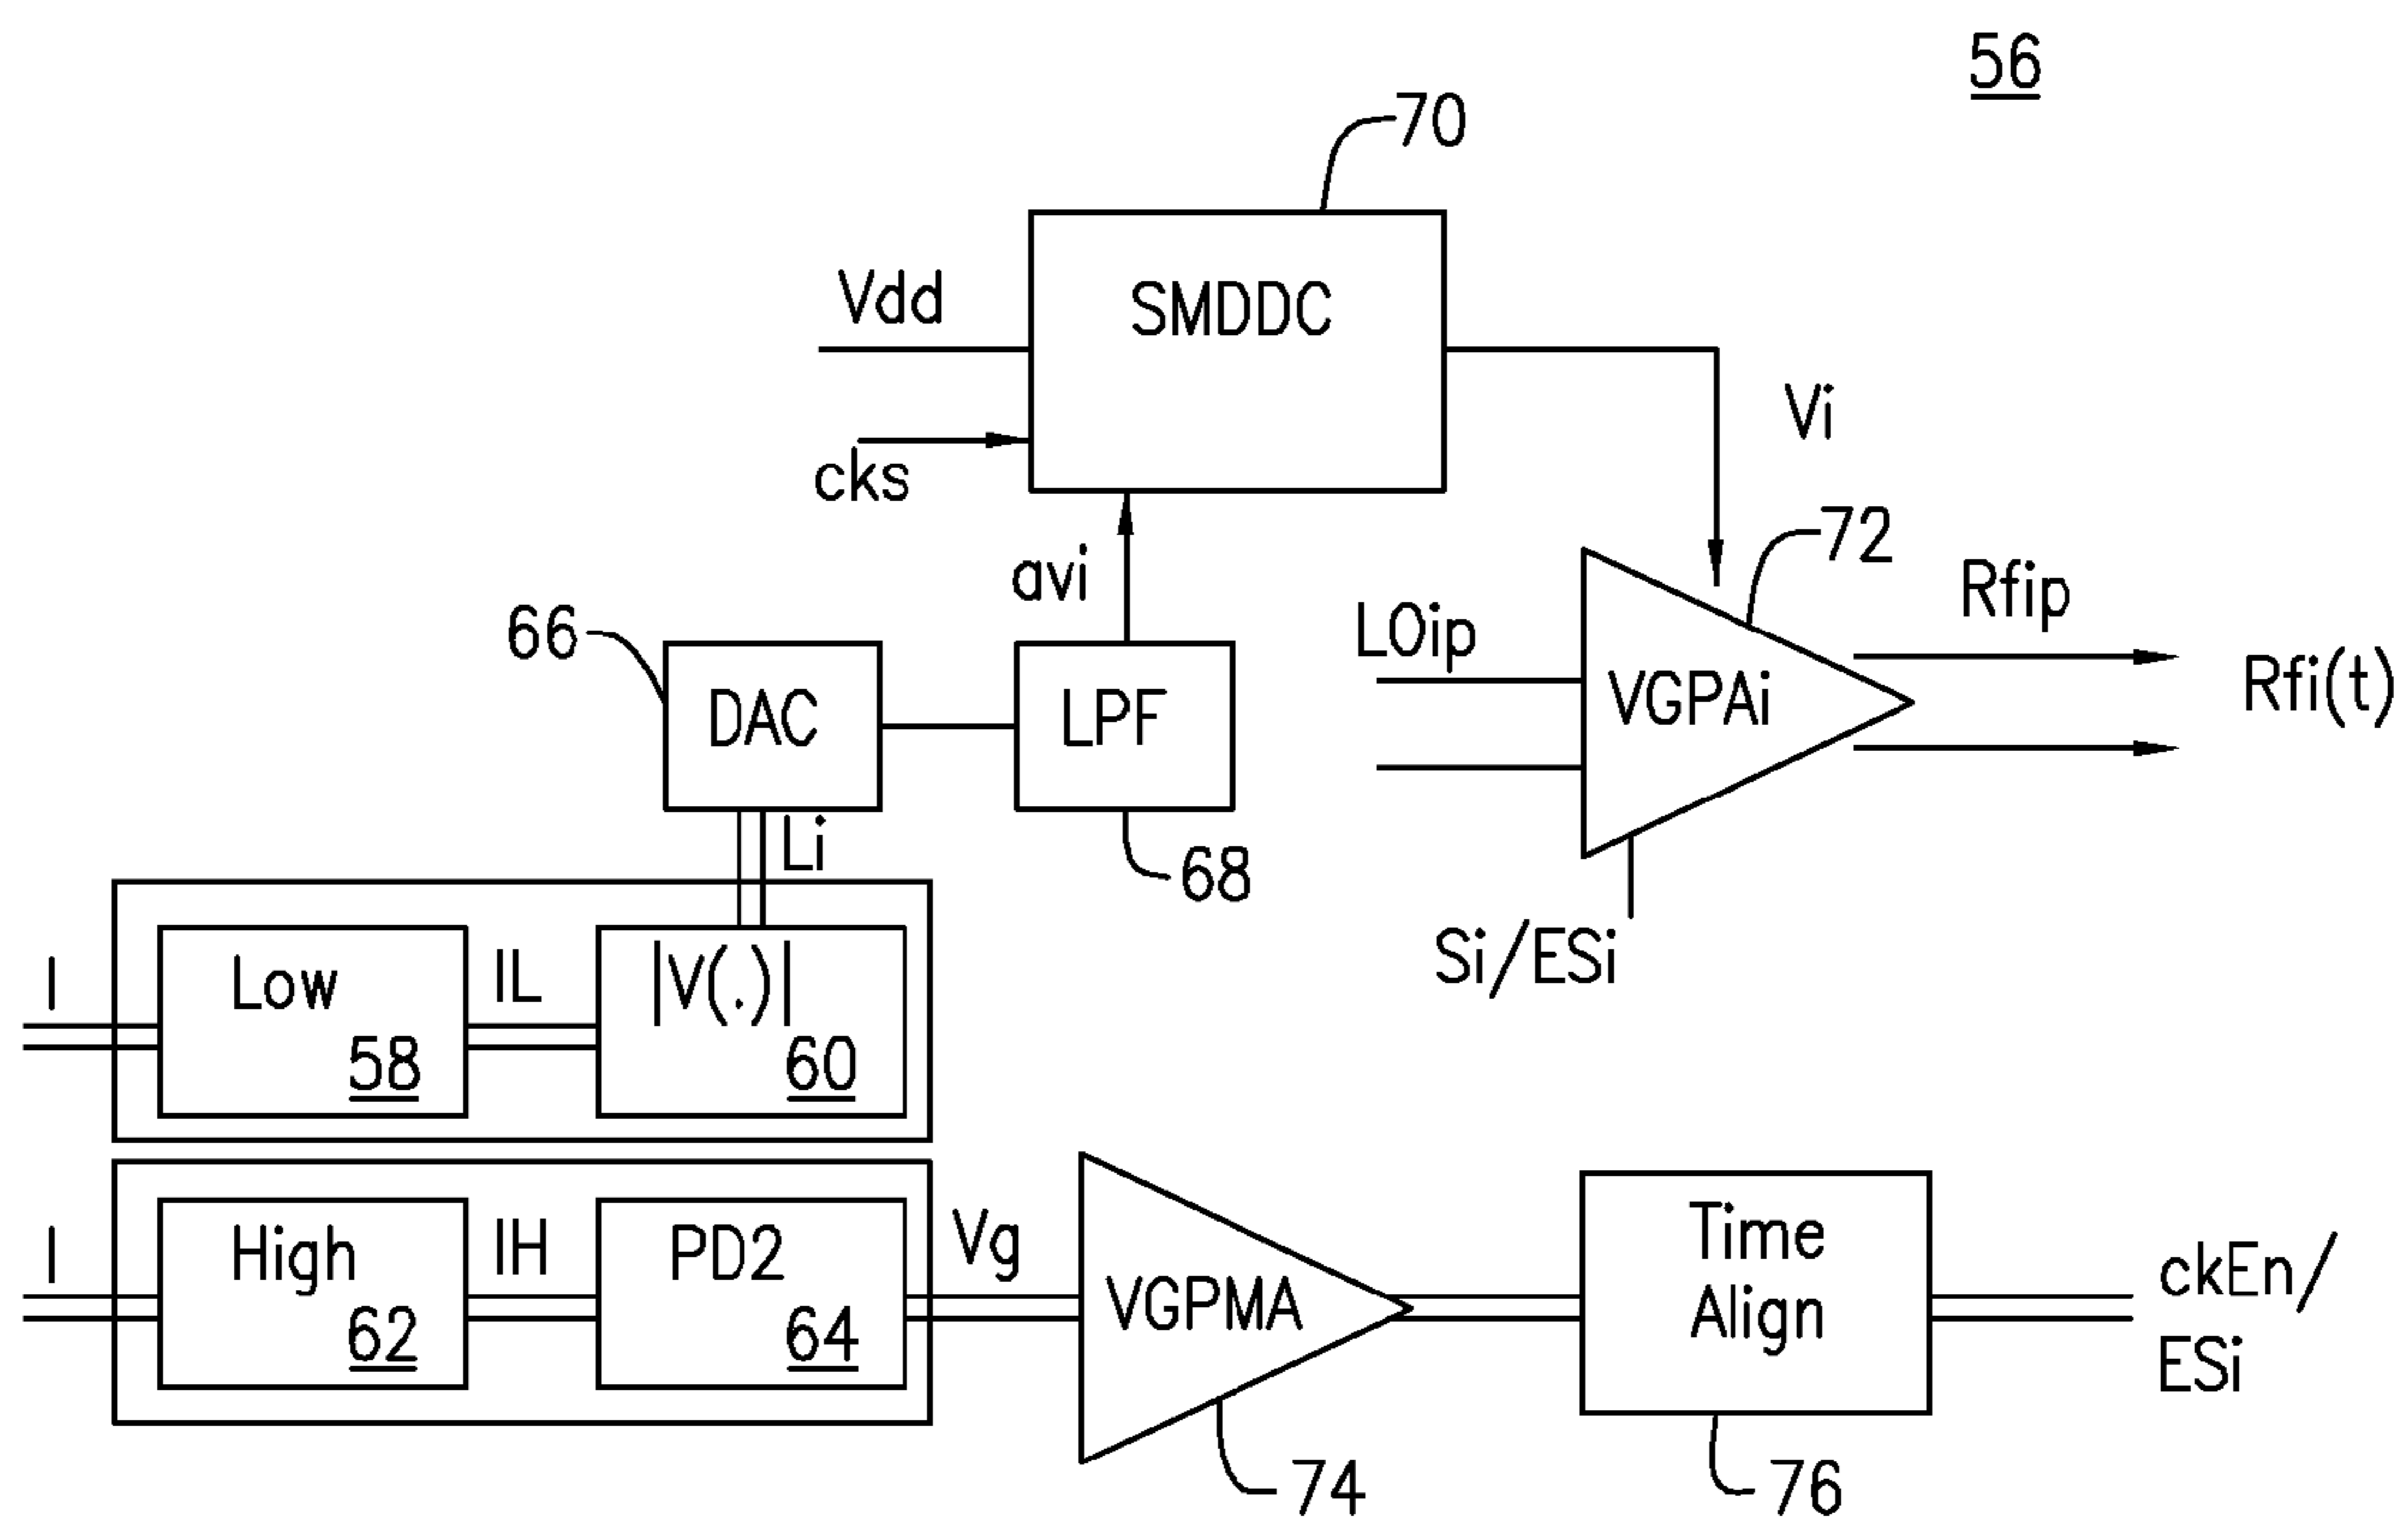 56
70
SMDDC
Vdd
cks
Vi
avi
72
66
DAC
LPF
68
LOip
VGPAi
Rfip
Rfi(t)
Si/ESi
Li
I
Low
58
IL
|V(.)|
60
I
High
62
IH
PD2
64
Vg
VGPMA
74
Time
Align
76
ckEn/
ESi